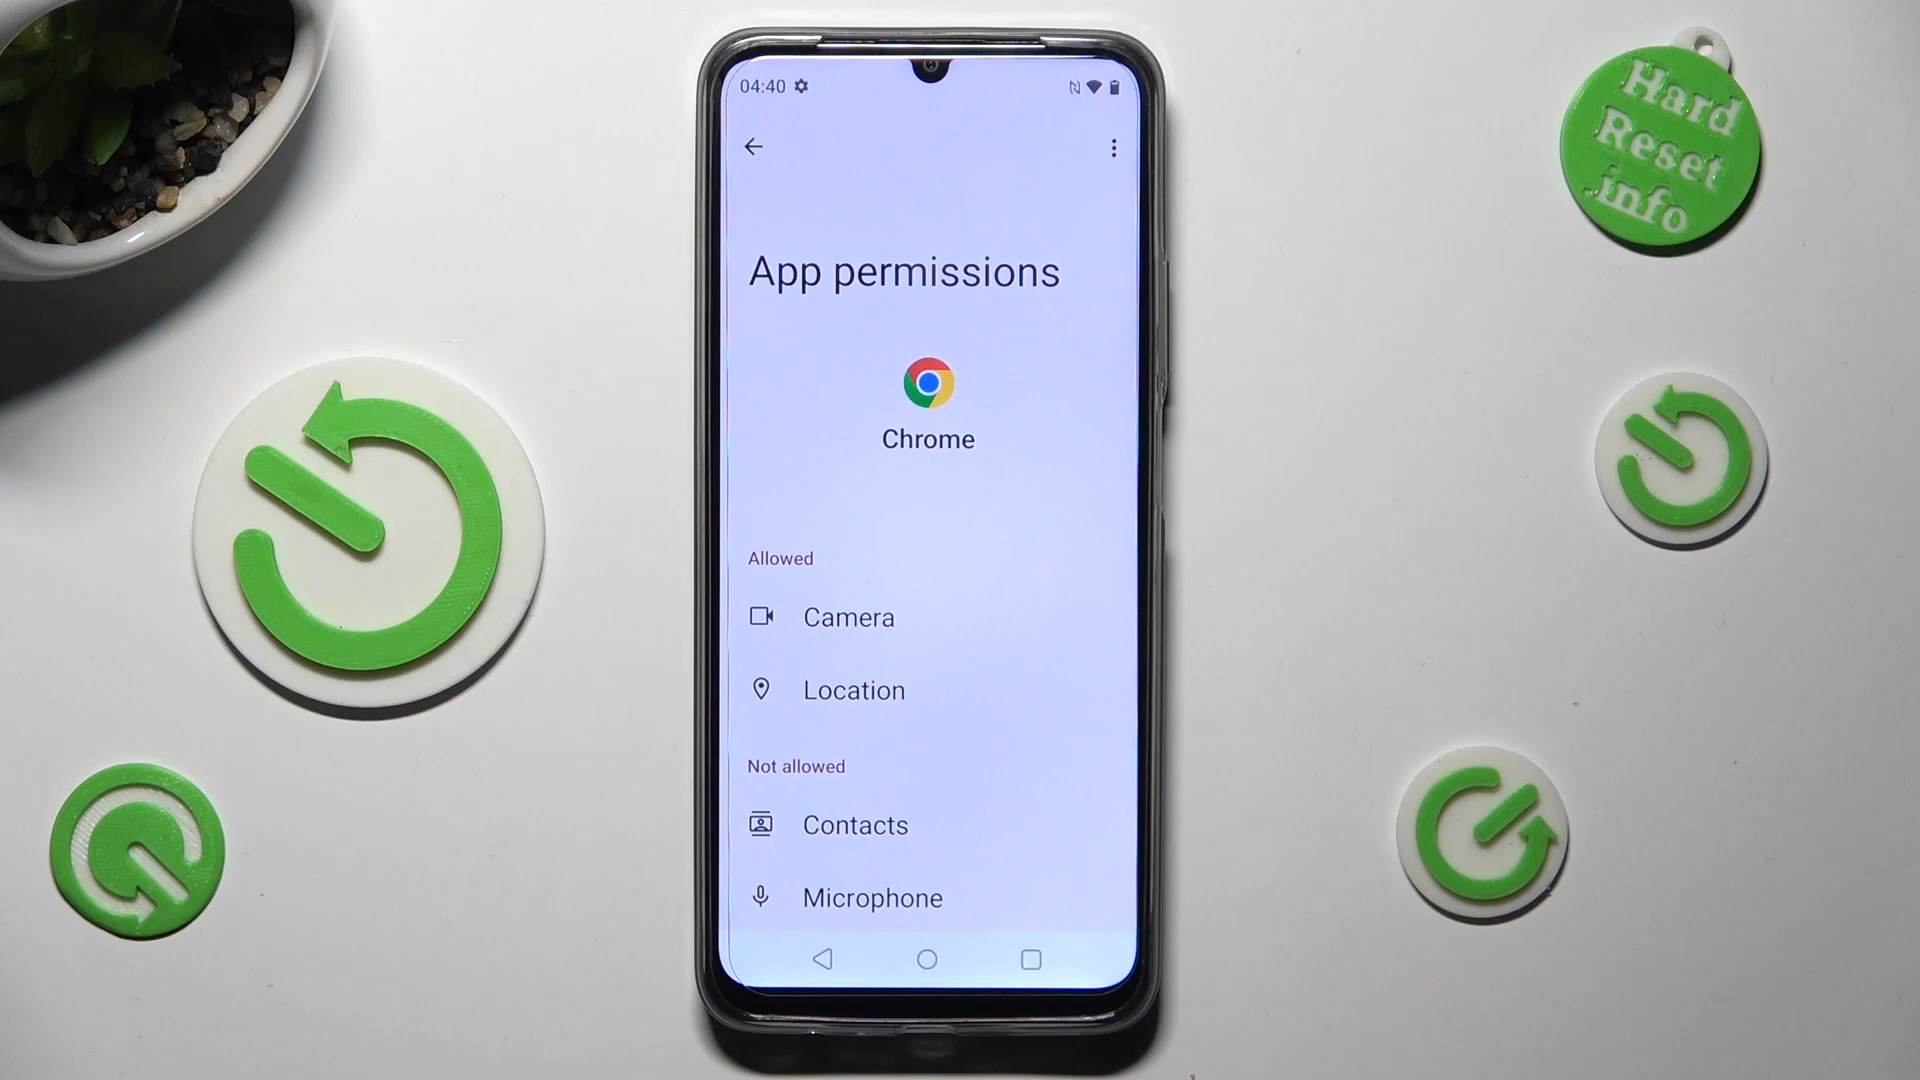 04:40
App permissions
Chrome
Allowed
Camera
Location
Not allowed
Contacts
Microphone
Hard
Reset
info